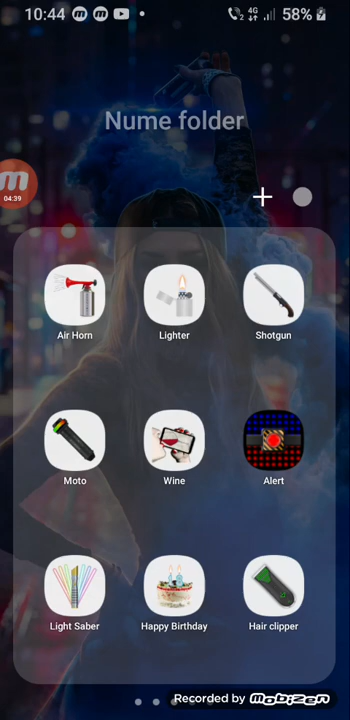 10:44
2 4G 58%
Nume folder
04:39
Air Horn Lighter Shotgun
Moto Wine Alert
Light Saber Happy Birthday Hair clipper
Recorded by mobizen